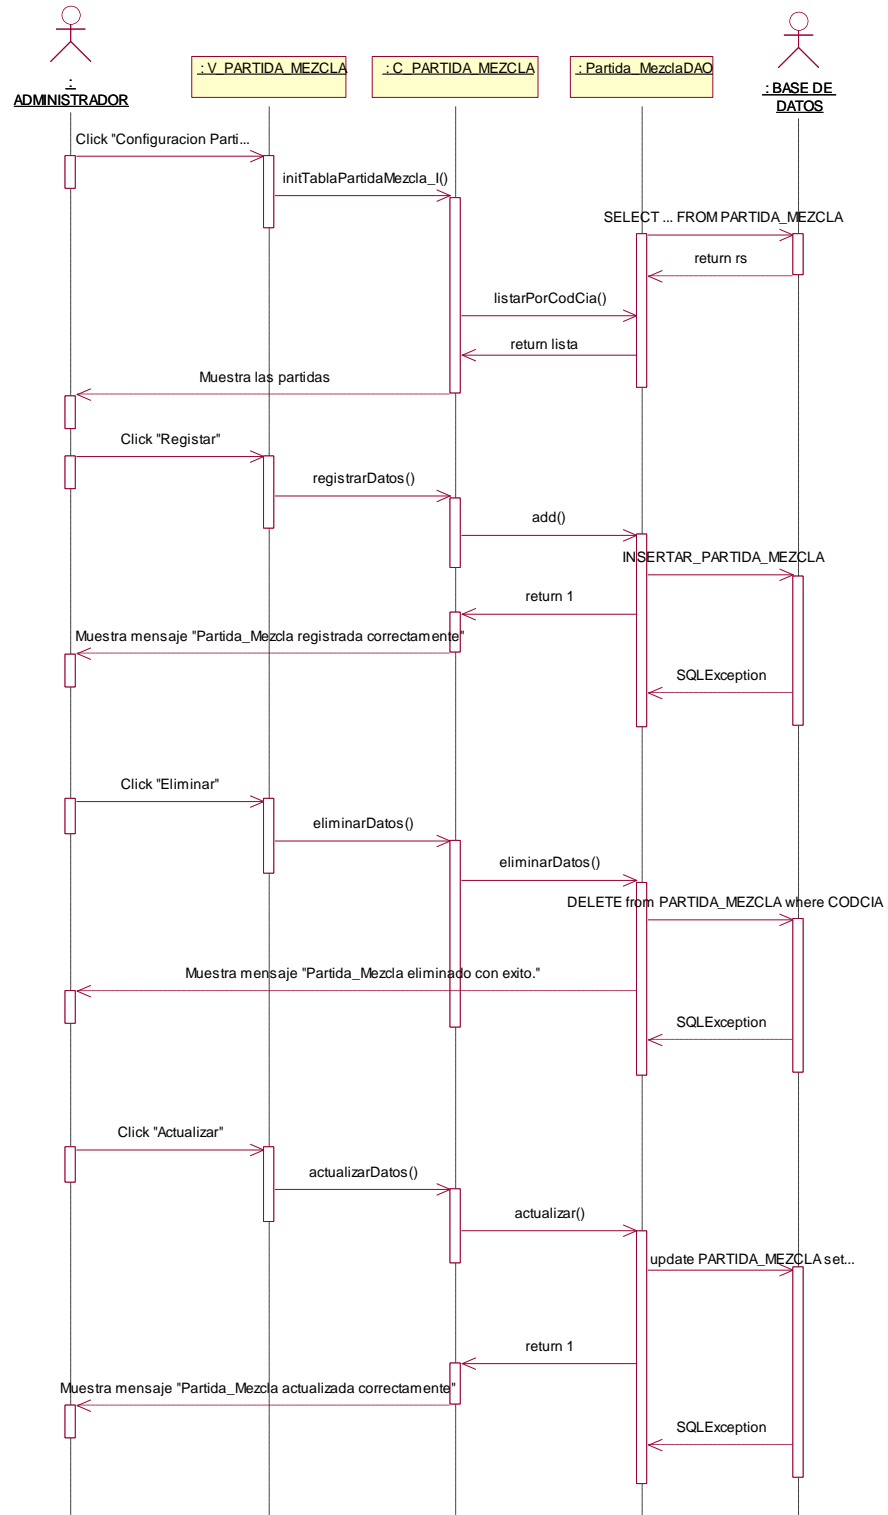 :
ADMINISTRADOR
: V_PARTIDA_MEZCLA
: C_PARTIDA_MEZCLA
: Partida_MezclaDAO
: BASE DE
DATOS
Click "Configuracion Parti...
initTablaPartidaMezcla_I()
SELECT ... FROM PARTIDA_MEZCLA
return rs
listarPorCodCia()
return lista
Muestra las partidas
Click "Registar"
registrarDatos()
add()
INSERTAR_PARTIDA_MEZCLA
return 1
Muestra mensaje "Partida_Mezcla registrada correctamente"
SQLException
Click "Eliminar"
eliminarDatos()
eliminarDatos()
DELETE from PARTIDA_MEZCLA where CODCIA
Muestra mensaje "Partida_Mezcla eliminado con exito."
SQLException
Click "Actualizar"
actualizarDatos()
actualizar()
update PARTIDA_MEZCLA set...
return 1
Muestra mensaje "Partida_Mezcla actualizada correctamente"
SQLException